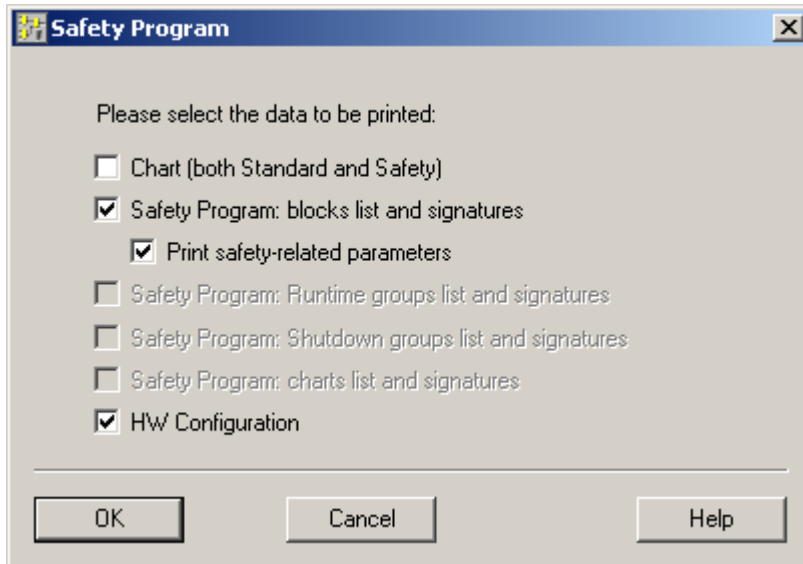 Safety Program
Please select the data to be printed:
Chart (both Standard and Safety)
Safety Program: blocks list and signatures
Print safety-related parameters
Safety Program: Runtime groups list and signatures
Safety Program: Shutdown groups list and signatures
Safety Program: charts list and signatures
HW Configuration
OK Cancel Help